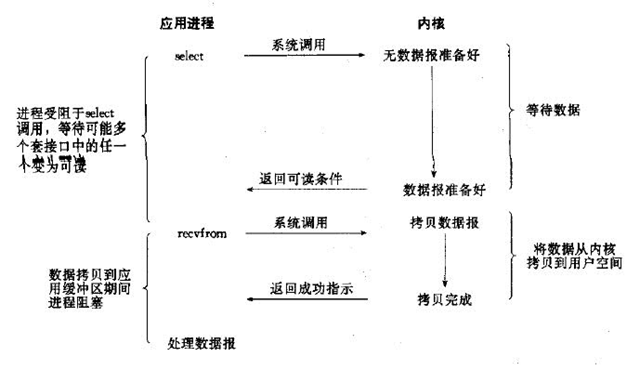 应用进程
内核
select
系统调用
无数据报准备好
进程受阻于select
调用，等待可能多
个套接口中的任一
个变为可读
等待数据
返回可读条件
数据报准备好
recvfrom
系统调用
拷贝数据报
数据拷贝到应
用缓冲区期间
进程阻塞
将数据从内核
拷贝到用户空间
返回成功指示
拷贝完成
处理数据报